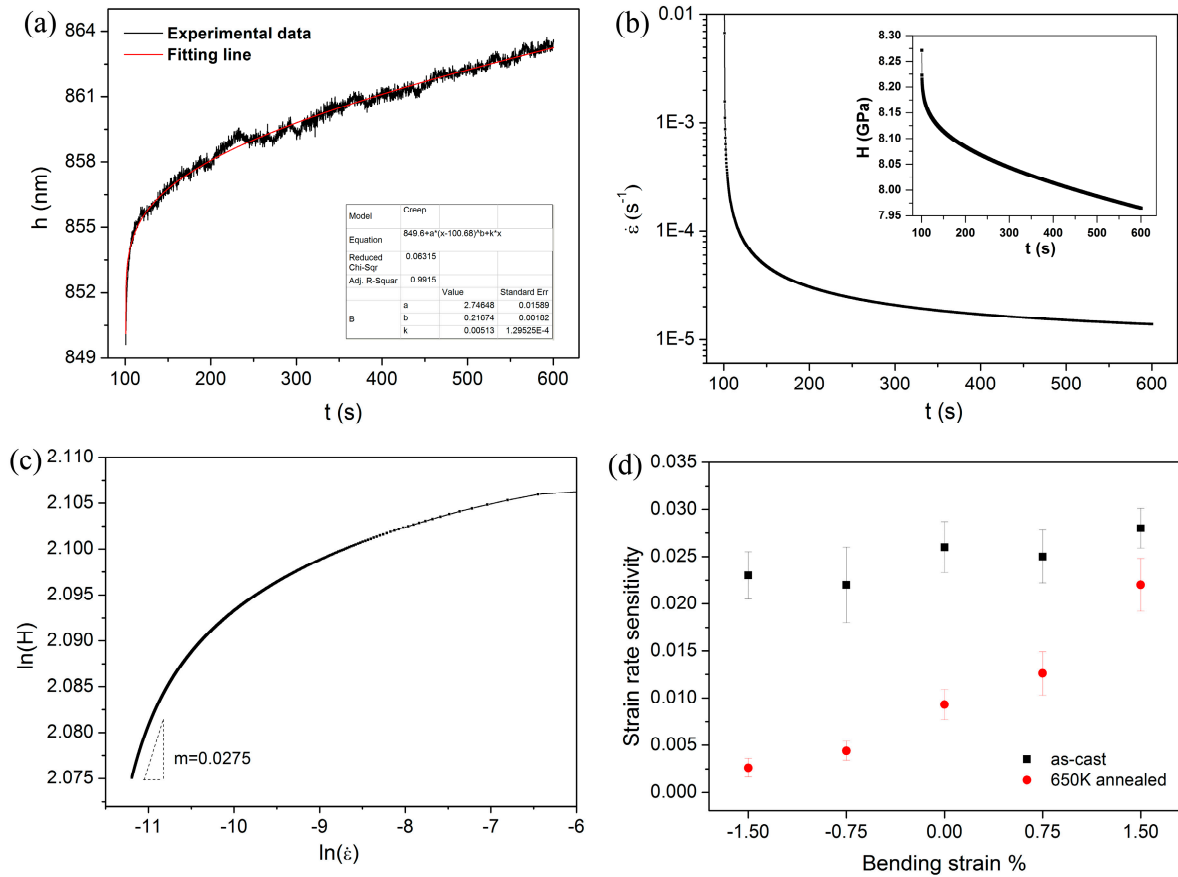 (a)
864
861
858
855
852
849
h (nm)
Experimental data
Fitting line
Model
Creep
Equation
849.6+a*(x-100.68)^b+k*x
Reduced Chi-Sqr
0.06315
Adj. R-Squar
0.9915
Value
Standard Err
B
a
2.74648
0.01589
b
0.21074
0.00102
k
0.00513
1.29525E-4
100
200
300
400
500
600
t (s)
(b)
0.01
1E-3
1E-4
1E-5
ε̇ (s-1)
8.30
8.25
8.20
8.15
8.10
8.05
8.00
7.95
H (GPa)
100 200 300 400 500 600
t (s)
100
200
300
400
500
600
t (s)
(c)
2.110
2.105
2.100
2.095
2.090
2.085
2.080
2.075
ln(H)
m=0.0275
-11
-10
-9
-8
-7
-6
ln(ε̇)
(d)
0.035
0.030
0.025
0.020
0.015
0.010
0.005
0.000
Strain rate sensitivity
as-cast
650K annealed
-1.50
-0.75
0.00
0.75
1.50
Bending strain %